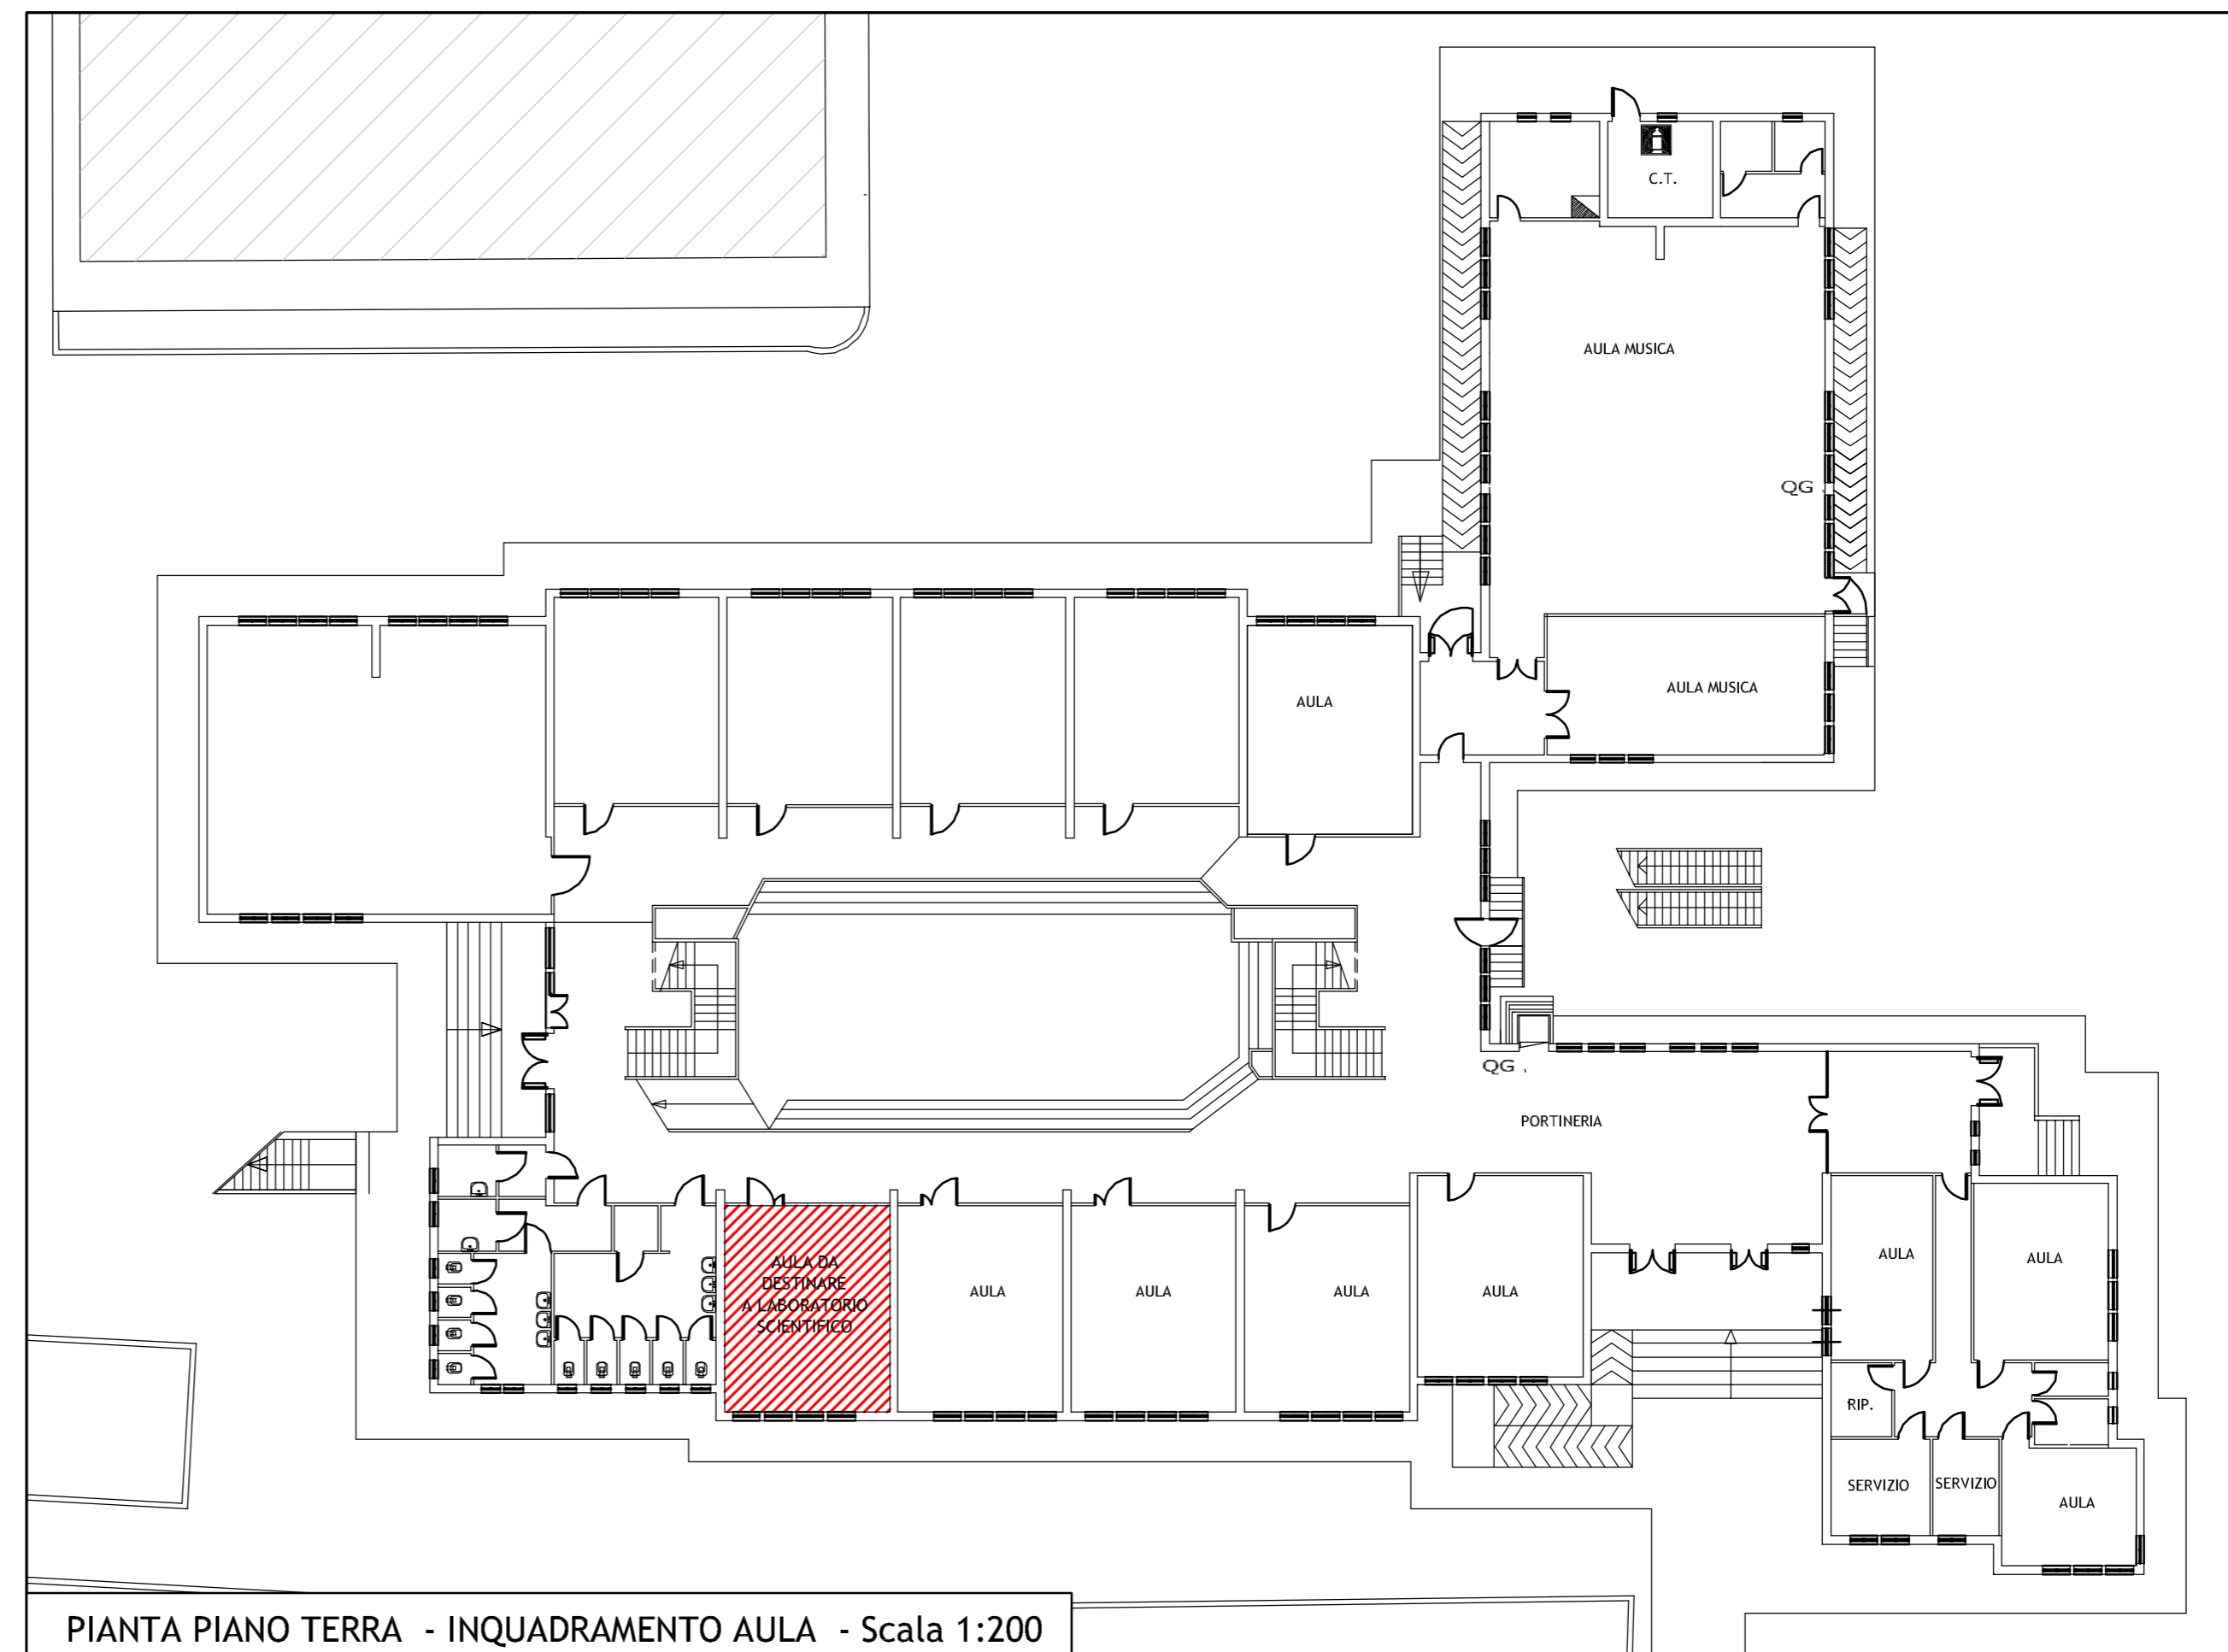 C.T.
AULA MUSICA
QG
AULA MUSICA
AULA
QG
PORTINERIA
AULA DA
DESTINARE
A LABORATORIO
SCIENTIFICO
AULA
AULA
AULA
AULA
AULA
AULA
RIP.
SERVIZIO
SERVIZIO
AULA
PIANTA PIANO TERRA - INQUADRAMENTO AULA - Scala 1:200